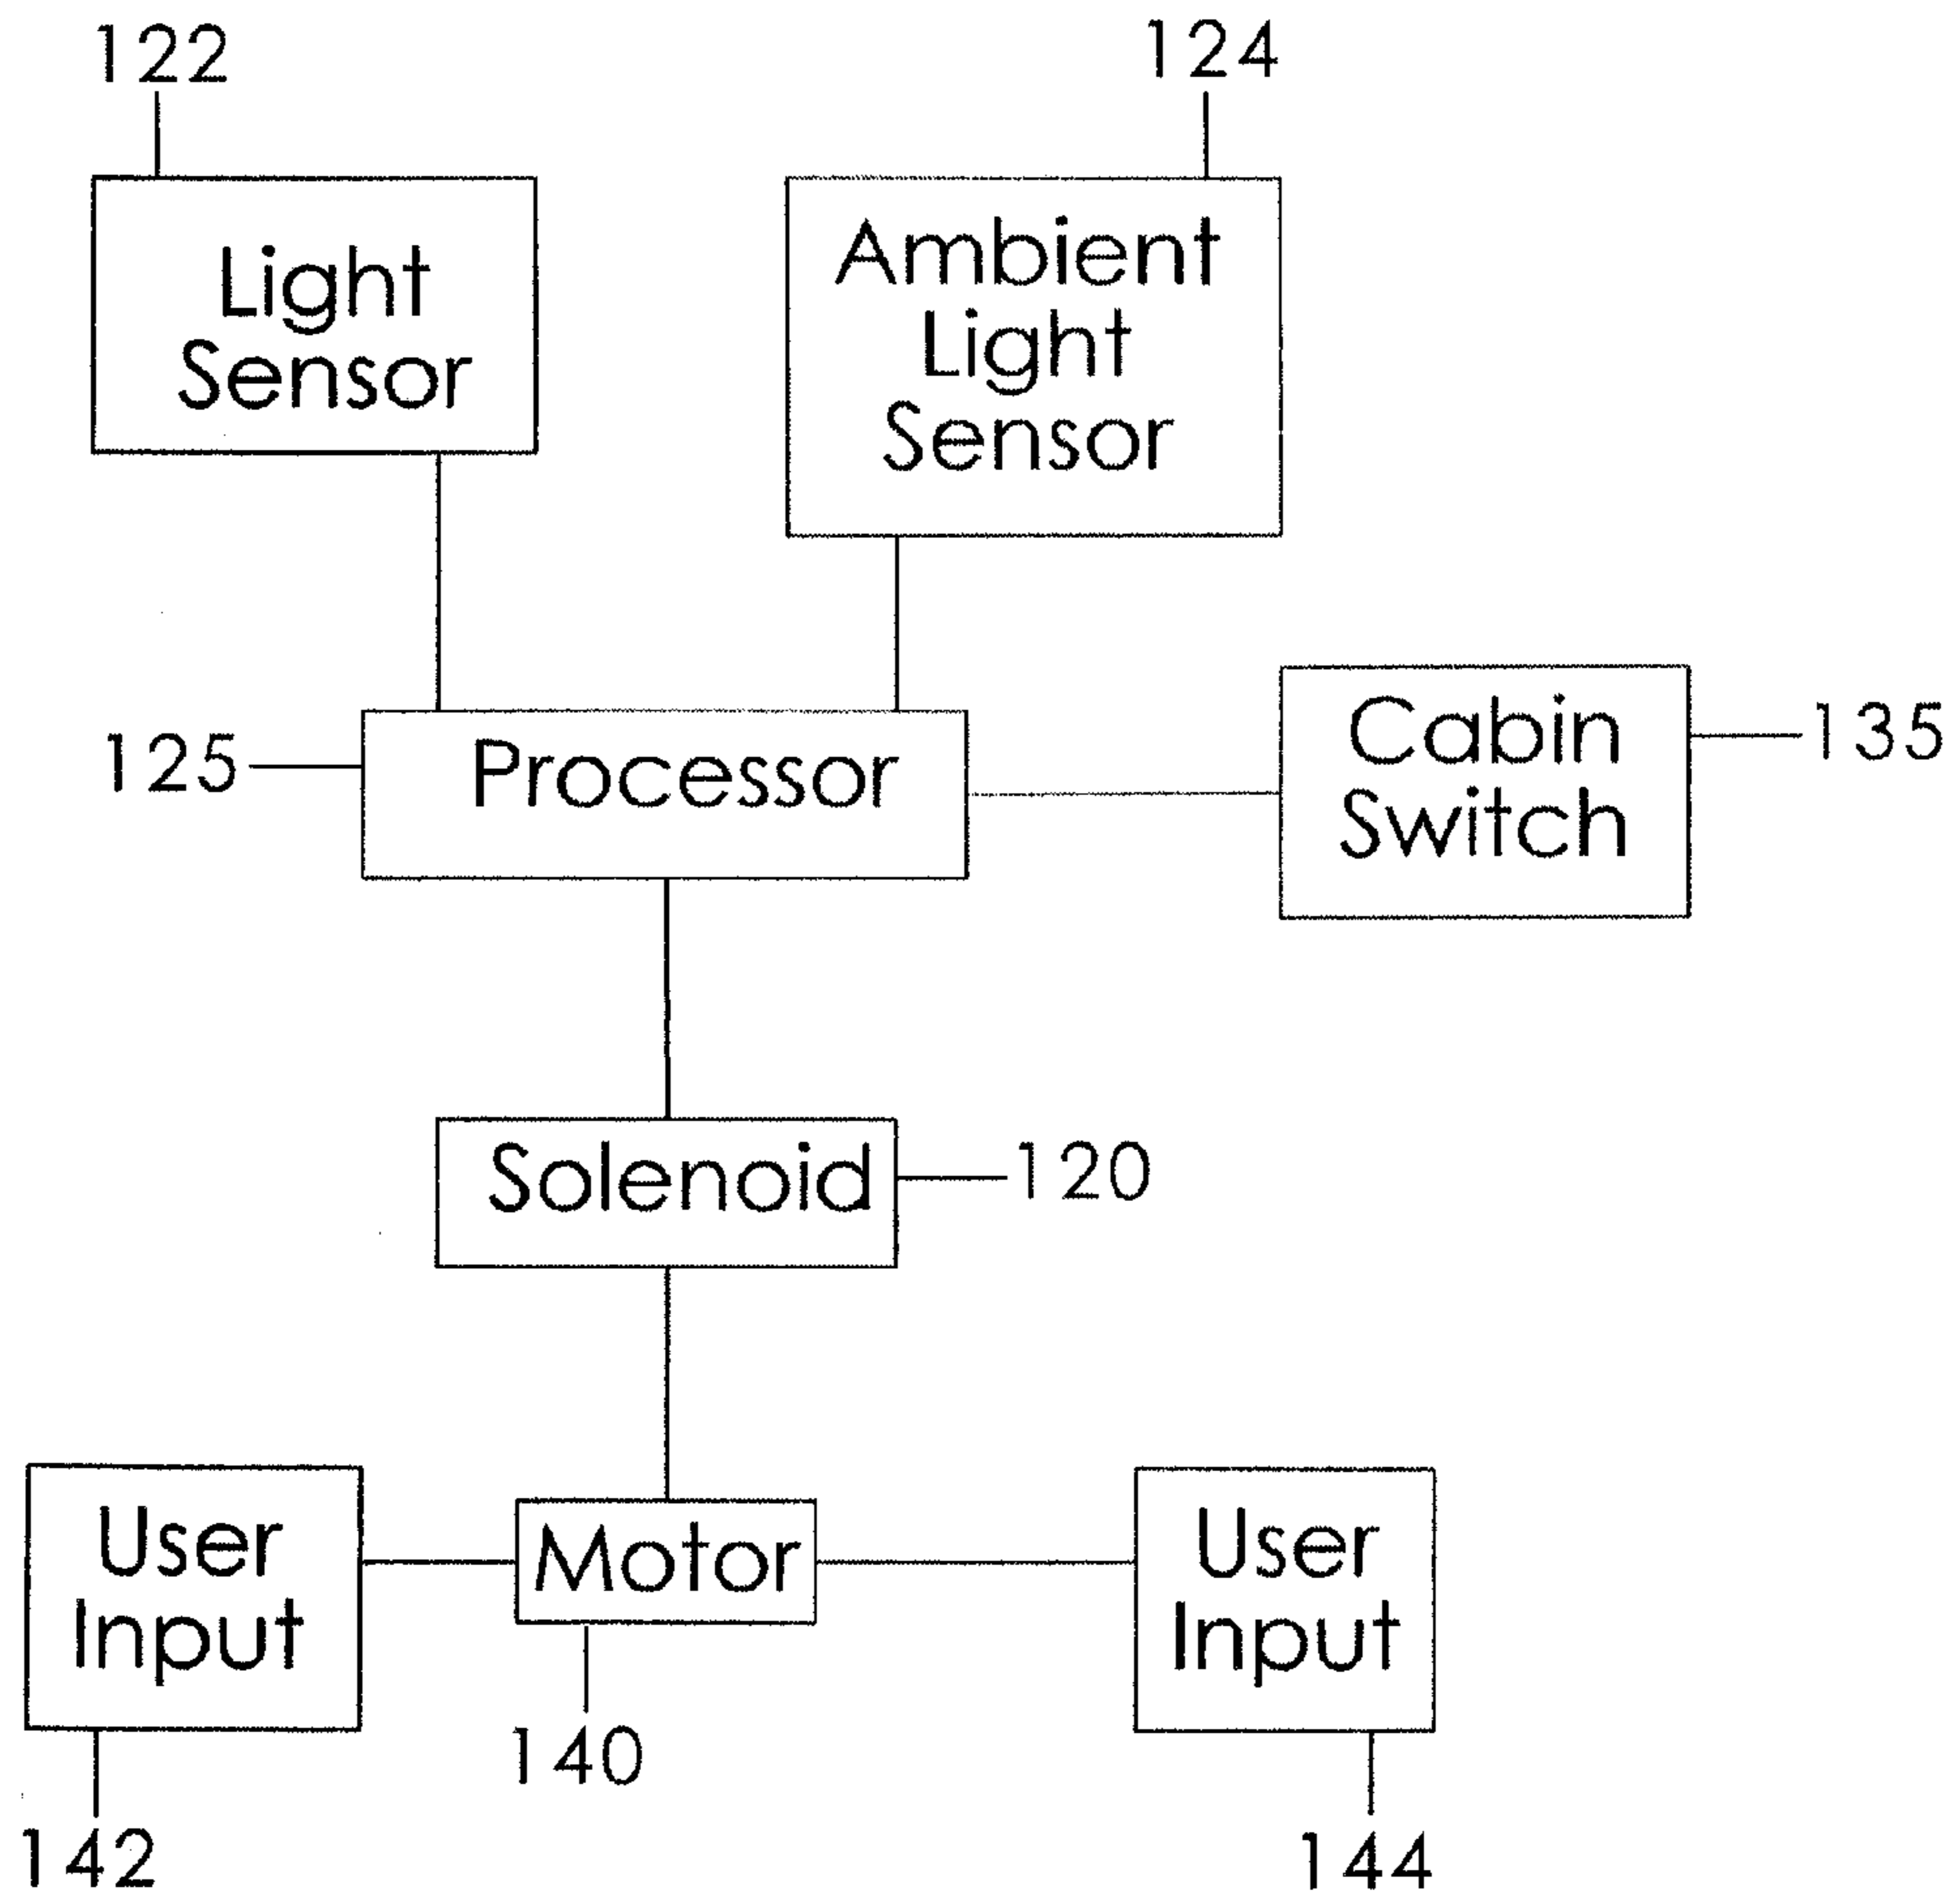 122
124
Light
Sensor
Ambient
Light
Sensor
125
Processor
Cabin
Switch
135
Solenoid
120
User
Input
Motor
User
Input
140
142
144